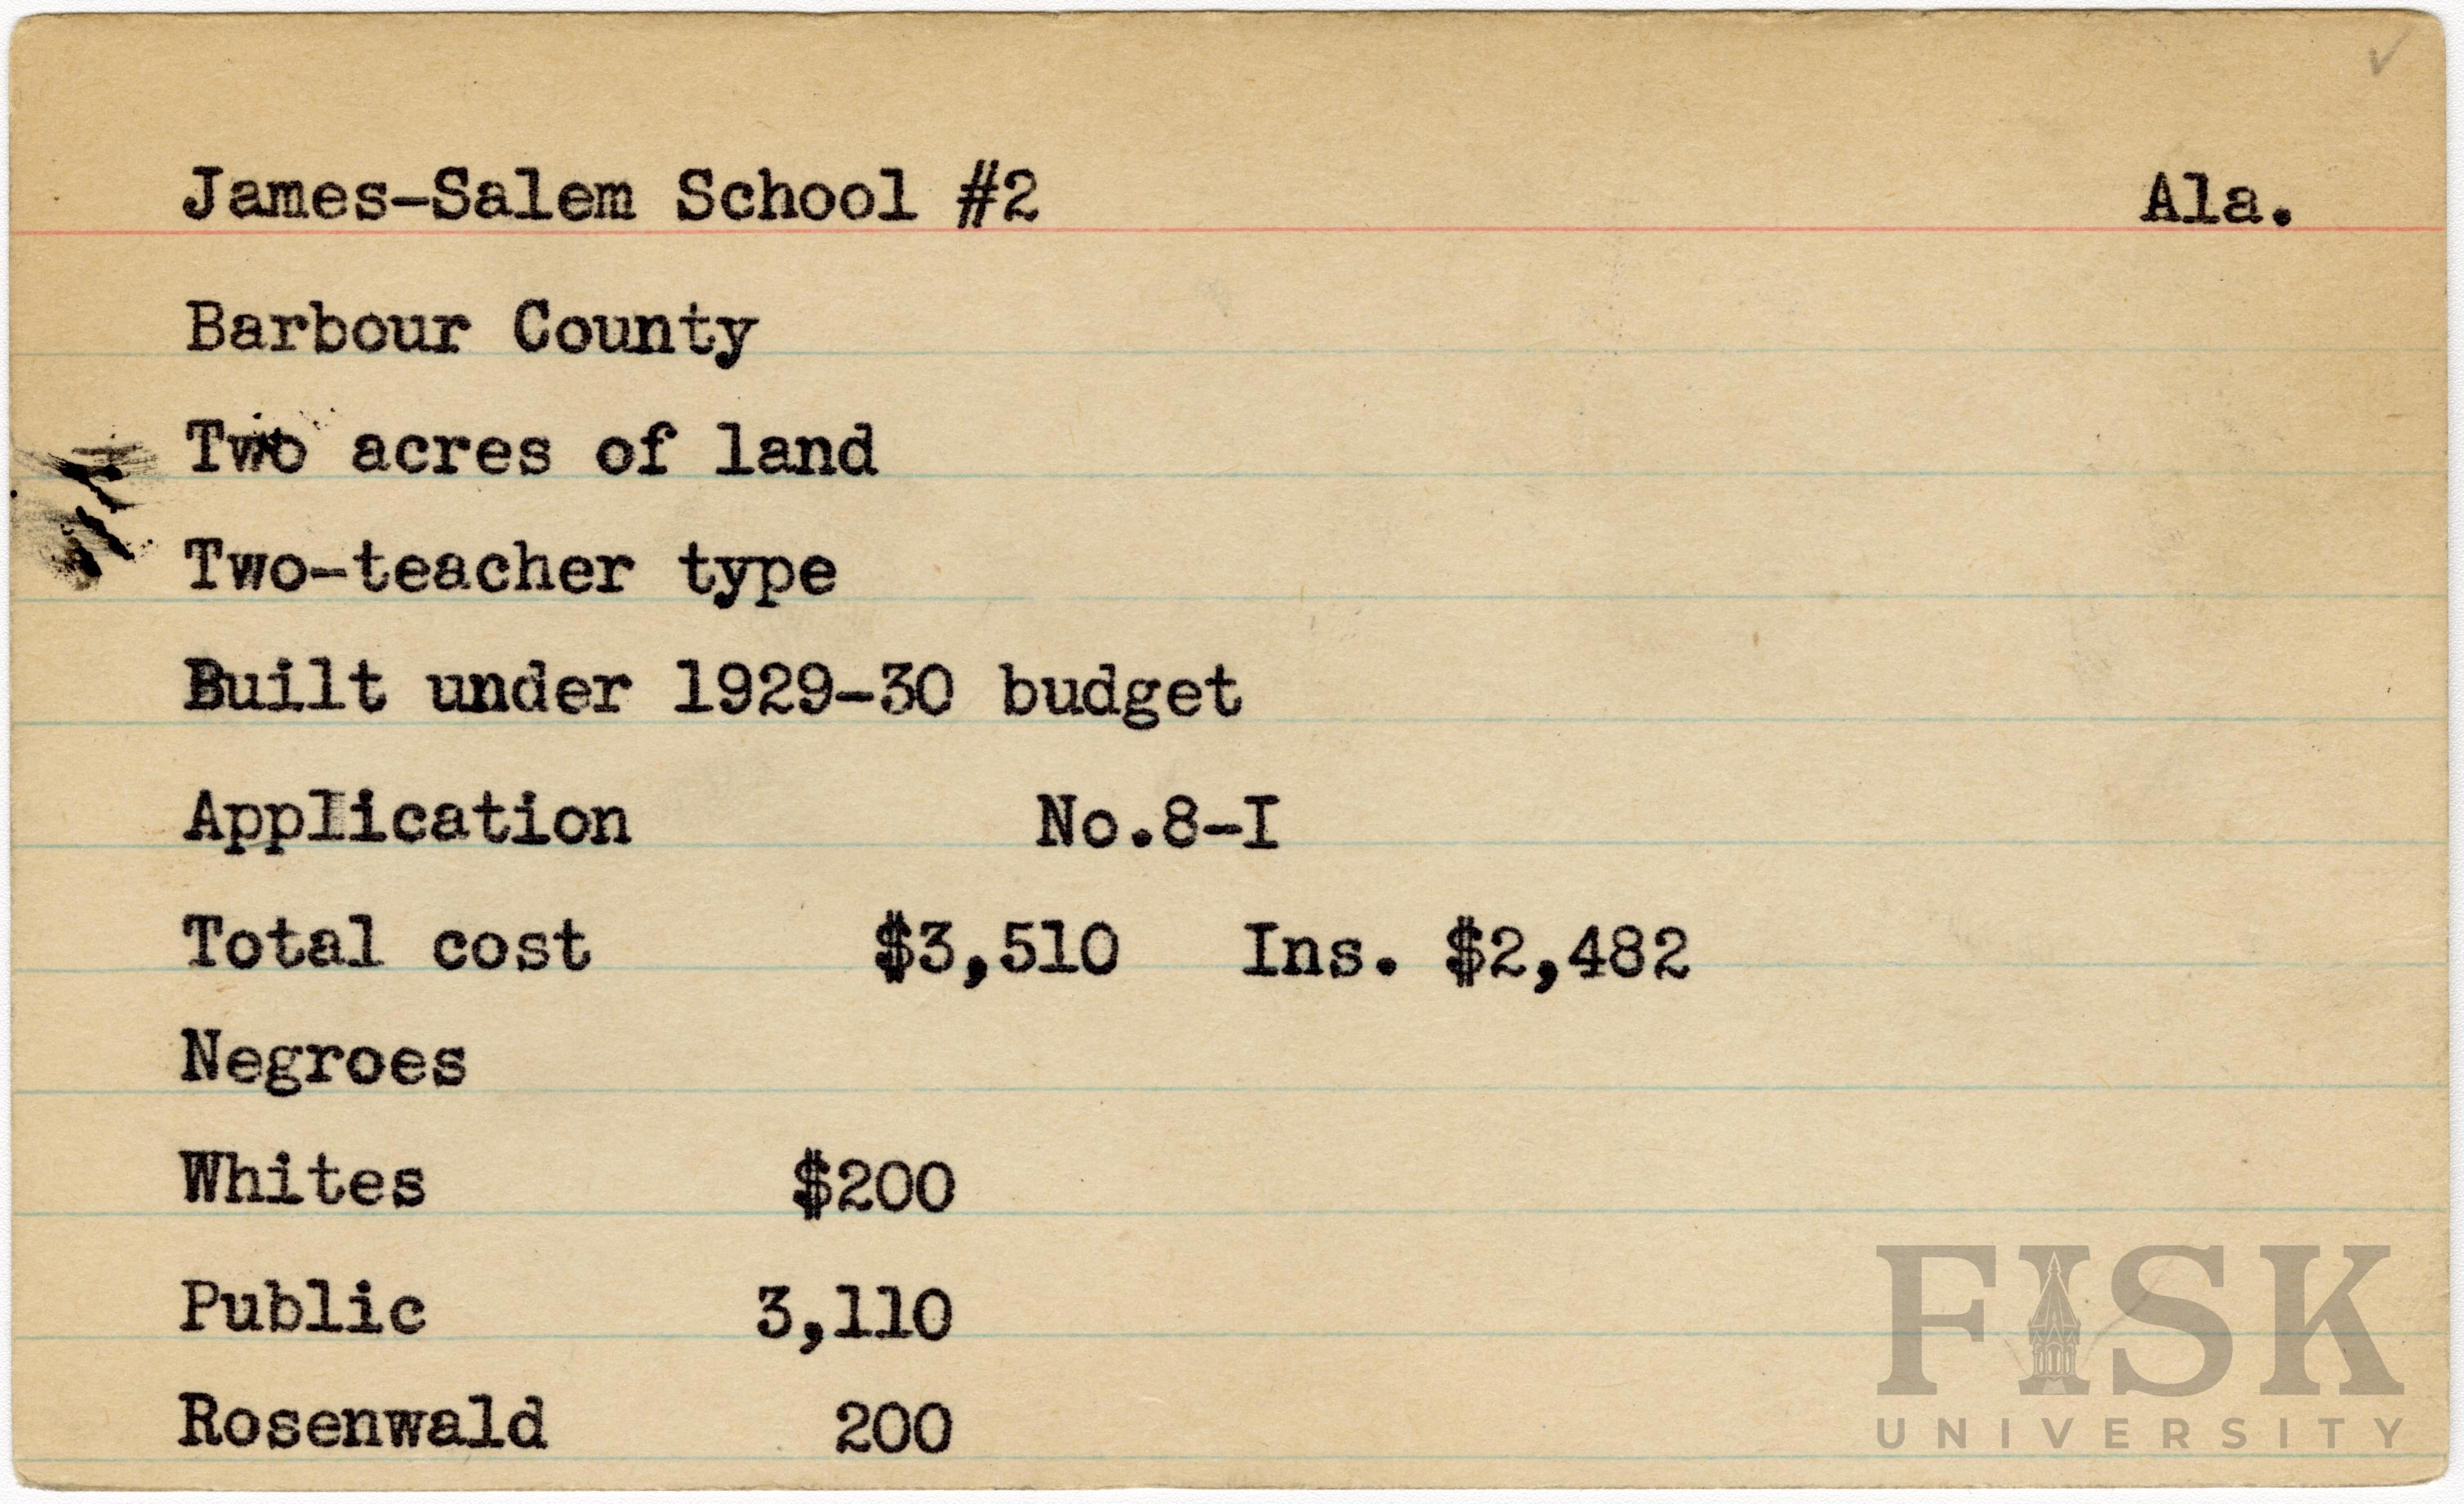 James-Salem School #2 Ala.
Barbour County
Two acres of land
Two-teacher type
Built under 1929-30 budget
Application No.8-I
Total cost $3,510 Ins. $2,482
Negroes
Whites $200
Public 3,110
Rosenwald 200
FISK
UNIVERSITY